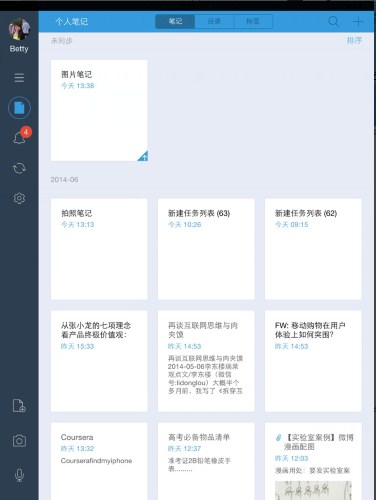 个人笔记
笔记
目录
标签
Betty
未同步
排序
图片笔记
今天 13:38
4
2014-06
拍照笔记
今天 13:13
新建任务列表 (63)
今天 10:26
新建任务列表 (62)
今天 09:15
从张小龙的七项理念
看产品终极价值观:
昨天 15:33
再谈互联网思维与肉
夹馍
昨天 14:53
再谈互联网思维与肉夹馍
2014-05-06李东楼瑞莱
观点文/李东楼（微信
号:lidonglou）大概半个
多月前，我写了《拆穿互
FW: 移动购物在用户
体验上如何突围?
昨天 14:53
Coursera
昨天 13:32
Courserafindmyiphone
高考必备物品清单
昨天 12:37
准考证2B铅笔橡皮手
表.........
【实验室案例】微博
漫画配图
昨天 12:03
漫画用处：要发实验室案